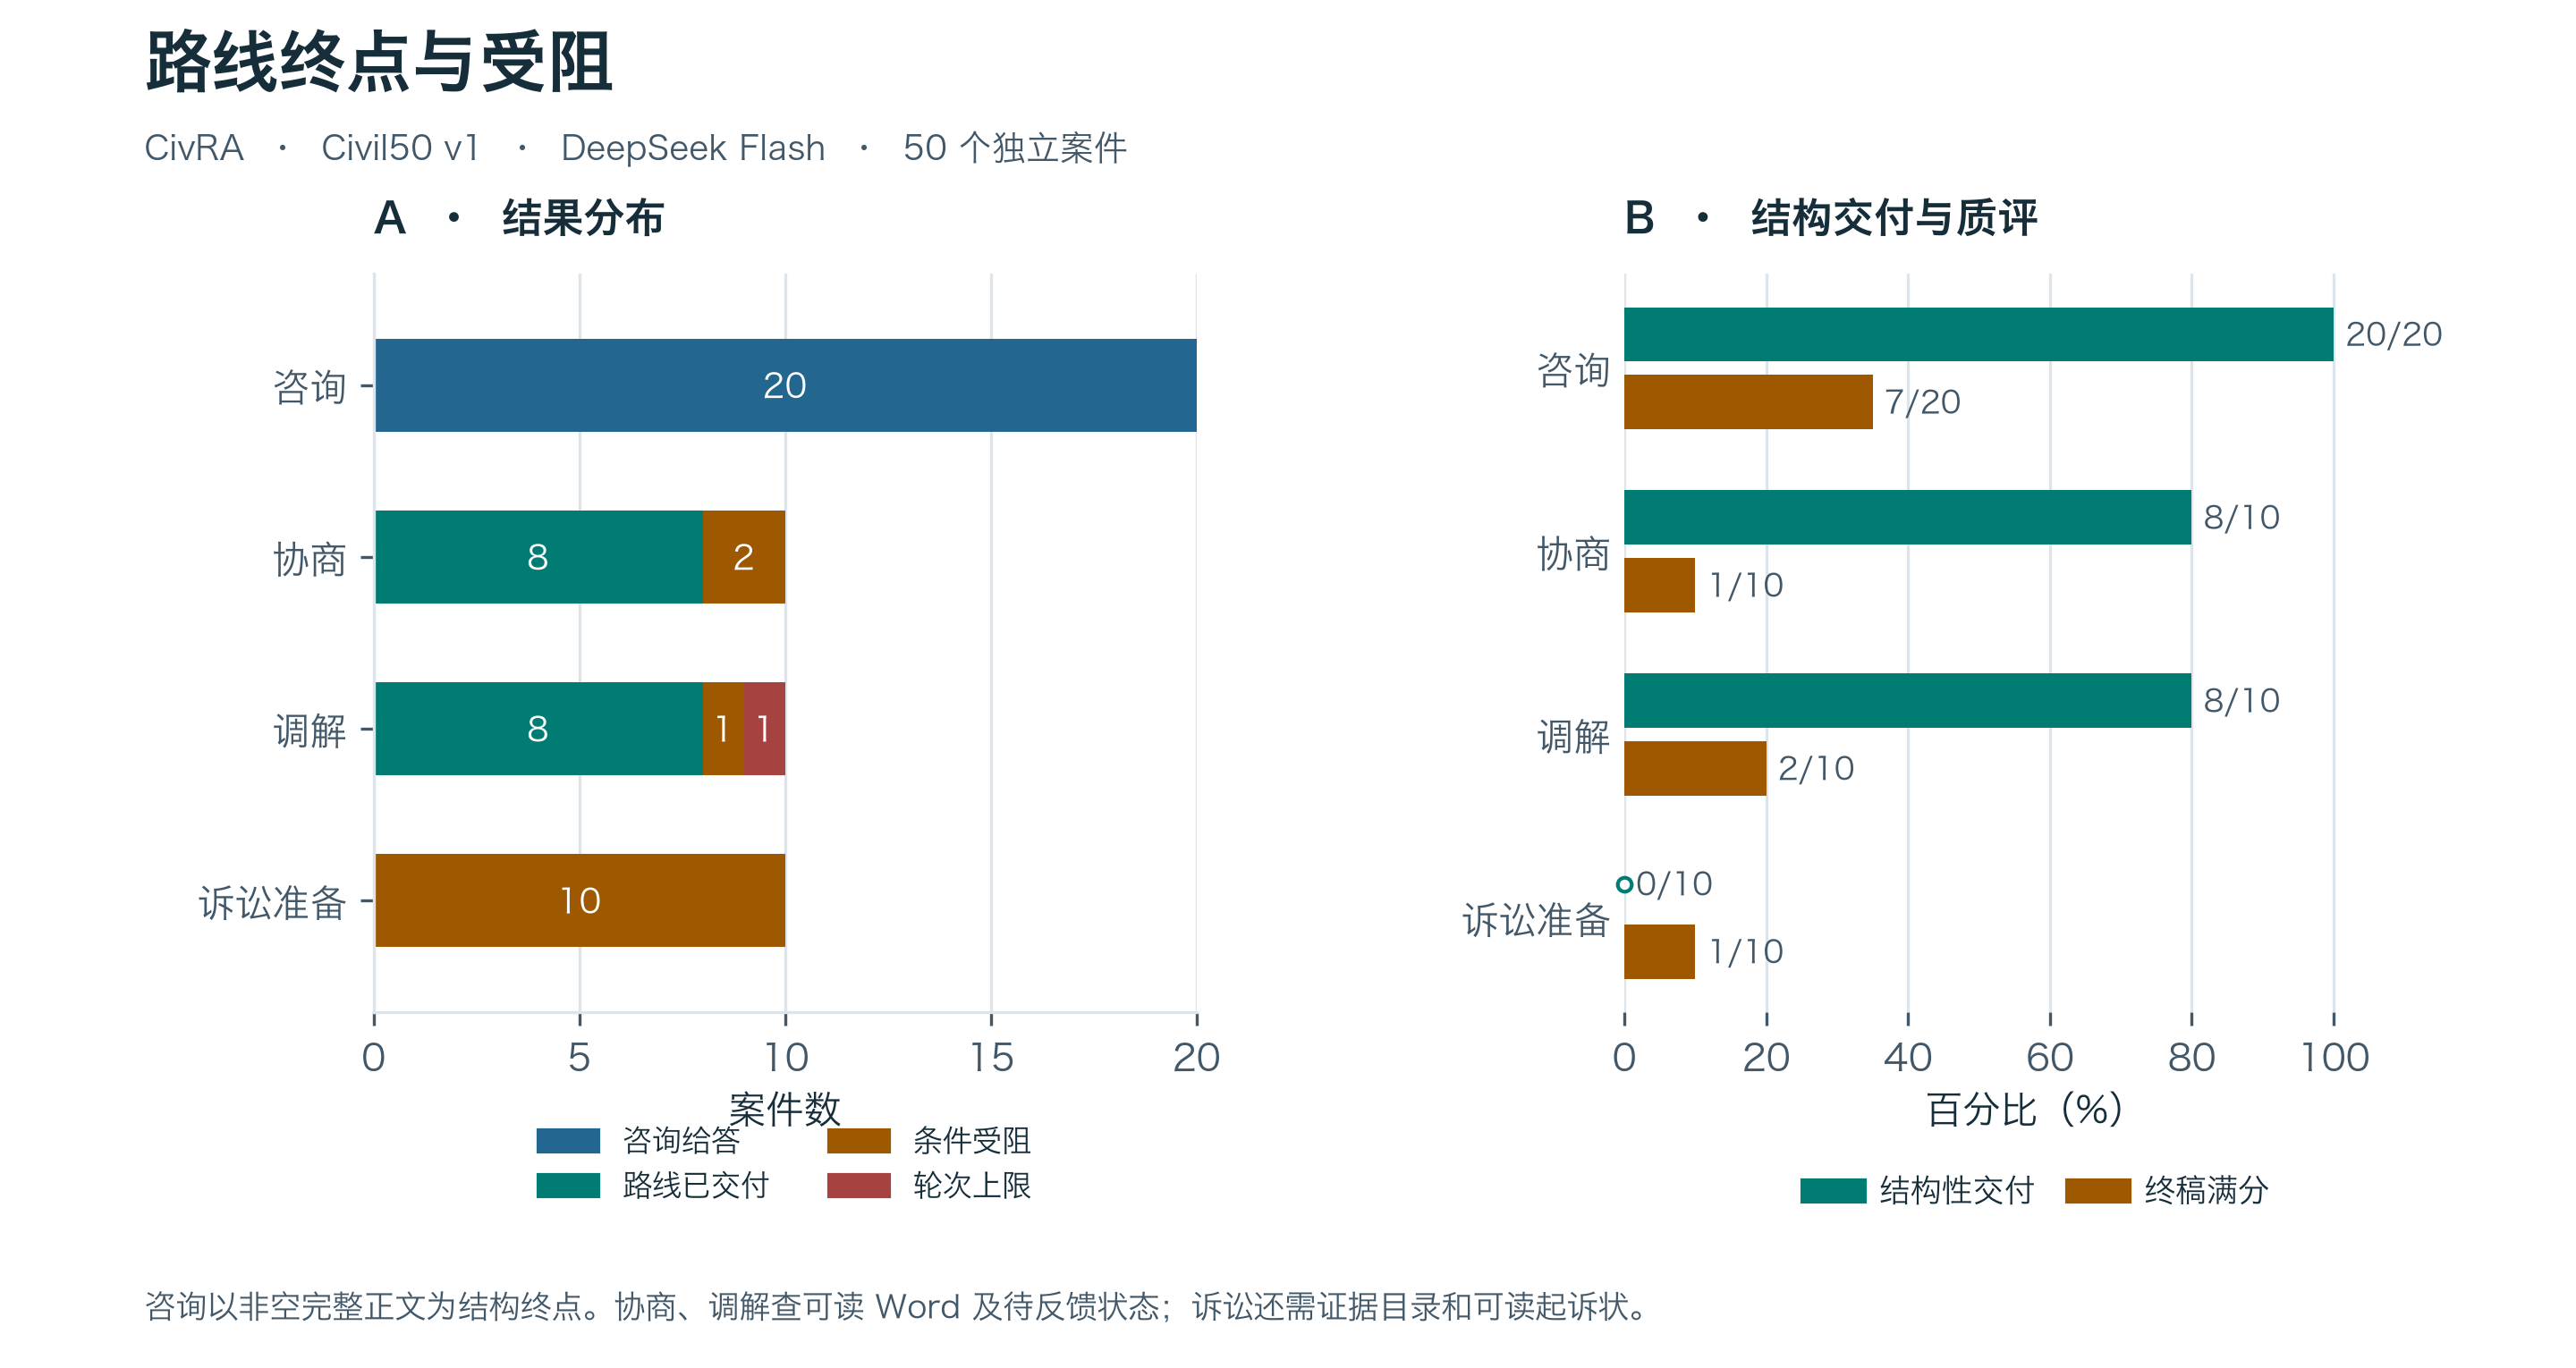 路线终点与受阻
CivRA · Civil50 v1 · DeepSeek Flash · 50 个独立案件
A · 结果分布
咨询
20
协商
8 2
调解
8 1 1
诉讼准备
10
0 5 10 15 20
案件数
咨询给答 条件受阻
路线已交付 轮次上限
B · 结构交付与质评
咨询
20/20
7/20
协商
8/10
1/10
调解
8/10
2/10
诉讼准备
0/10
1/10
0 20 40 60 80 100
百分比（%）
结构性交付 终稿满分
咨询以非空完整正文为结构终点。协商、调解查可读 Word 及待反馈状态；诉讼还需证据目录和可读起诉状。